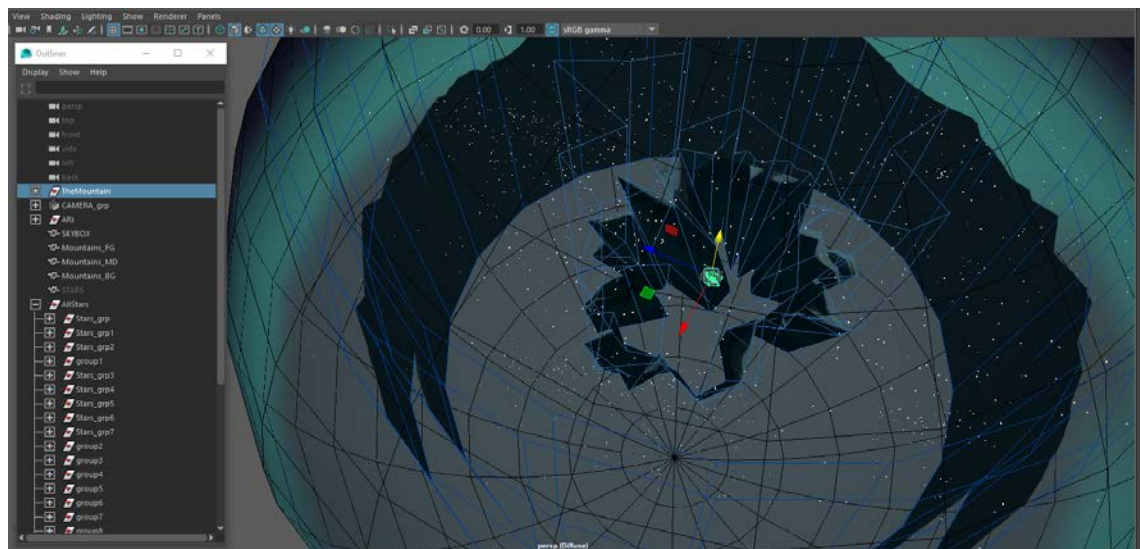 View Shading Lighting Show Renderer Panels
0.00 1.00 sRGB gamma
Outliner
Display Show Help
persp
top
front
side
left
back
TheMountain
CAMERA_grp
SKYBOX
Mountains_FG
Mountains_MD
Mountains_BG
STARS
AllStars
Stars_grp
Stars_grp1
Stars_grp2
group1
Stars_grp3
Stars_grp4
Stars_grp5
Stars_grp6
Stars_grp7
group2
group3
group4
group5
group6
group7
group8
persp (Diffuse)